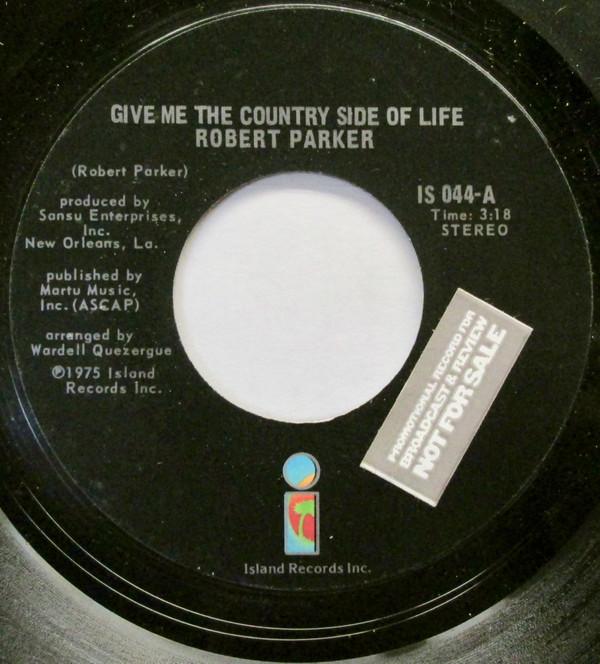 GIVE ME THE COUNTRY SIDE OF LIFE
ROBERT PARKER
(Robert Parker)
produced by
Sansu Enterprises,
Inc.
New Orleans, La.
published by
Martu Music,
Inc. (ASCAP)
arranged by
Wardell Quezergue
℗1975 Island
Records Inc.
IS 044-A
Time: 3:18
STEREO
PROMOTIONAL RECORD FOR
BROADCAST & REVIEW
NOT FOR SALE
i
Island Records Inc.